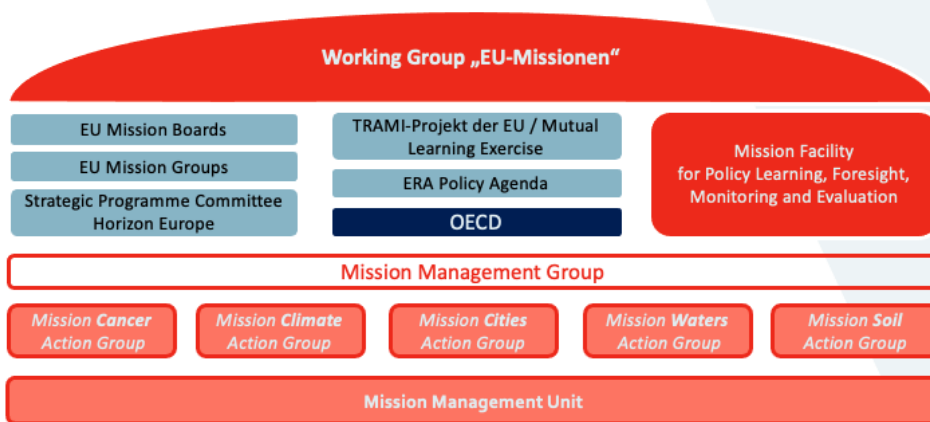 Working Group „EU-Missionen“
EU Mission Boards
EU Mission Groups
Strategic Programme Committee
Horizon Europe
TRAMI-Projekt der EU / Mutual
Learning Exercise
ERA Policy Agenda
OECD
Mission Facility
for Policy Learning, Foresight,
Monitoring and Evaluation
Mission Management Group
Mission Cancer
Action Group
Mission Climate
Action Group
Mission Cities
Action Group
Mission Waters
Action Group
Mission Soil
Action Group
Mission Management Unit